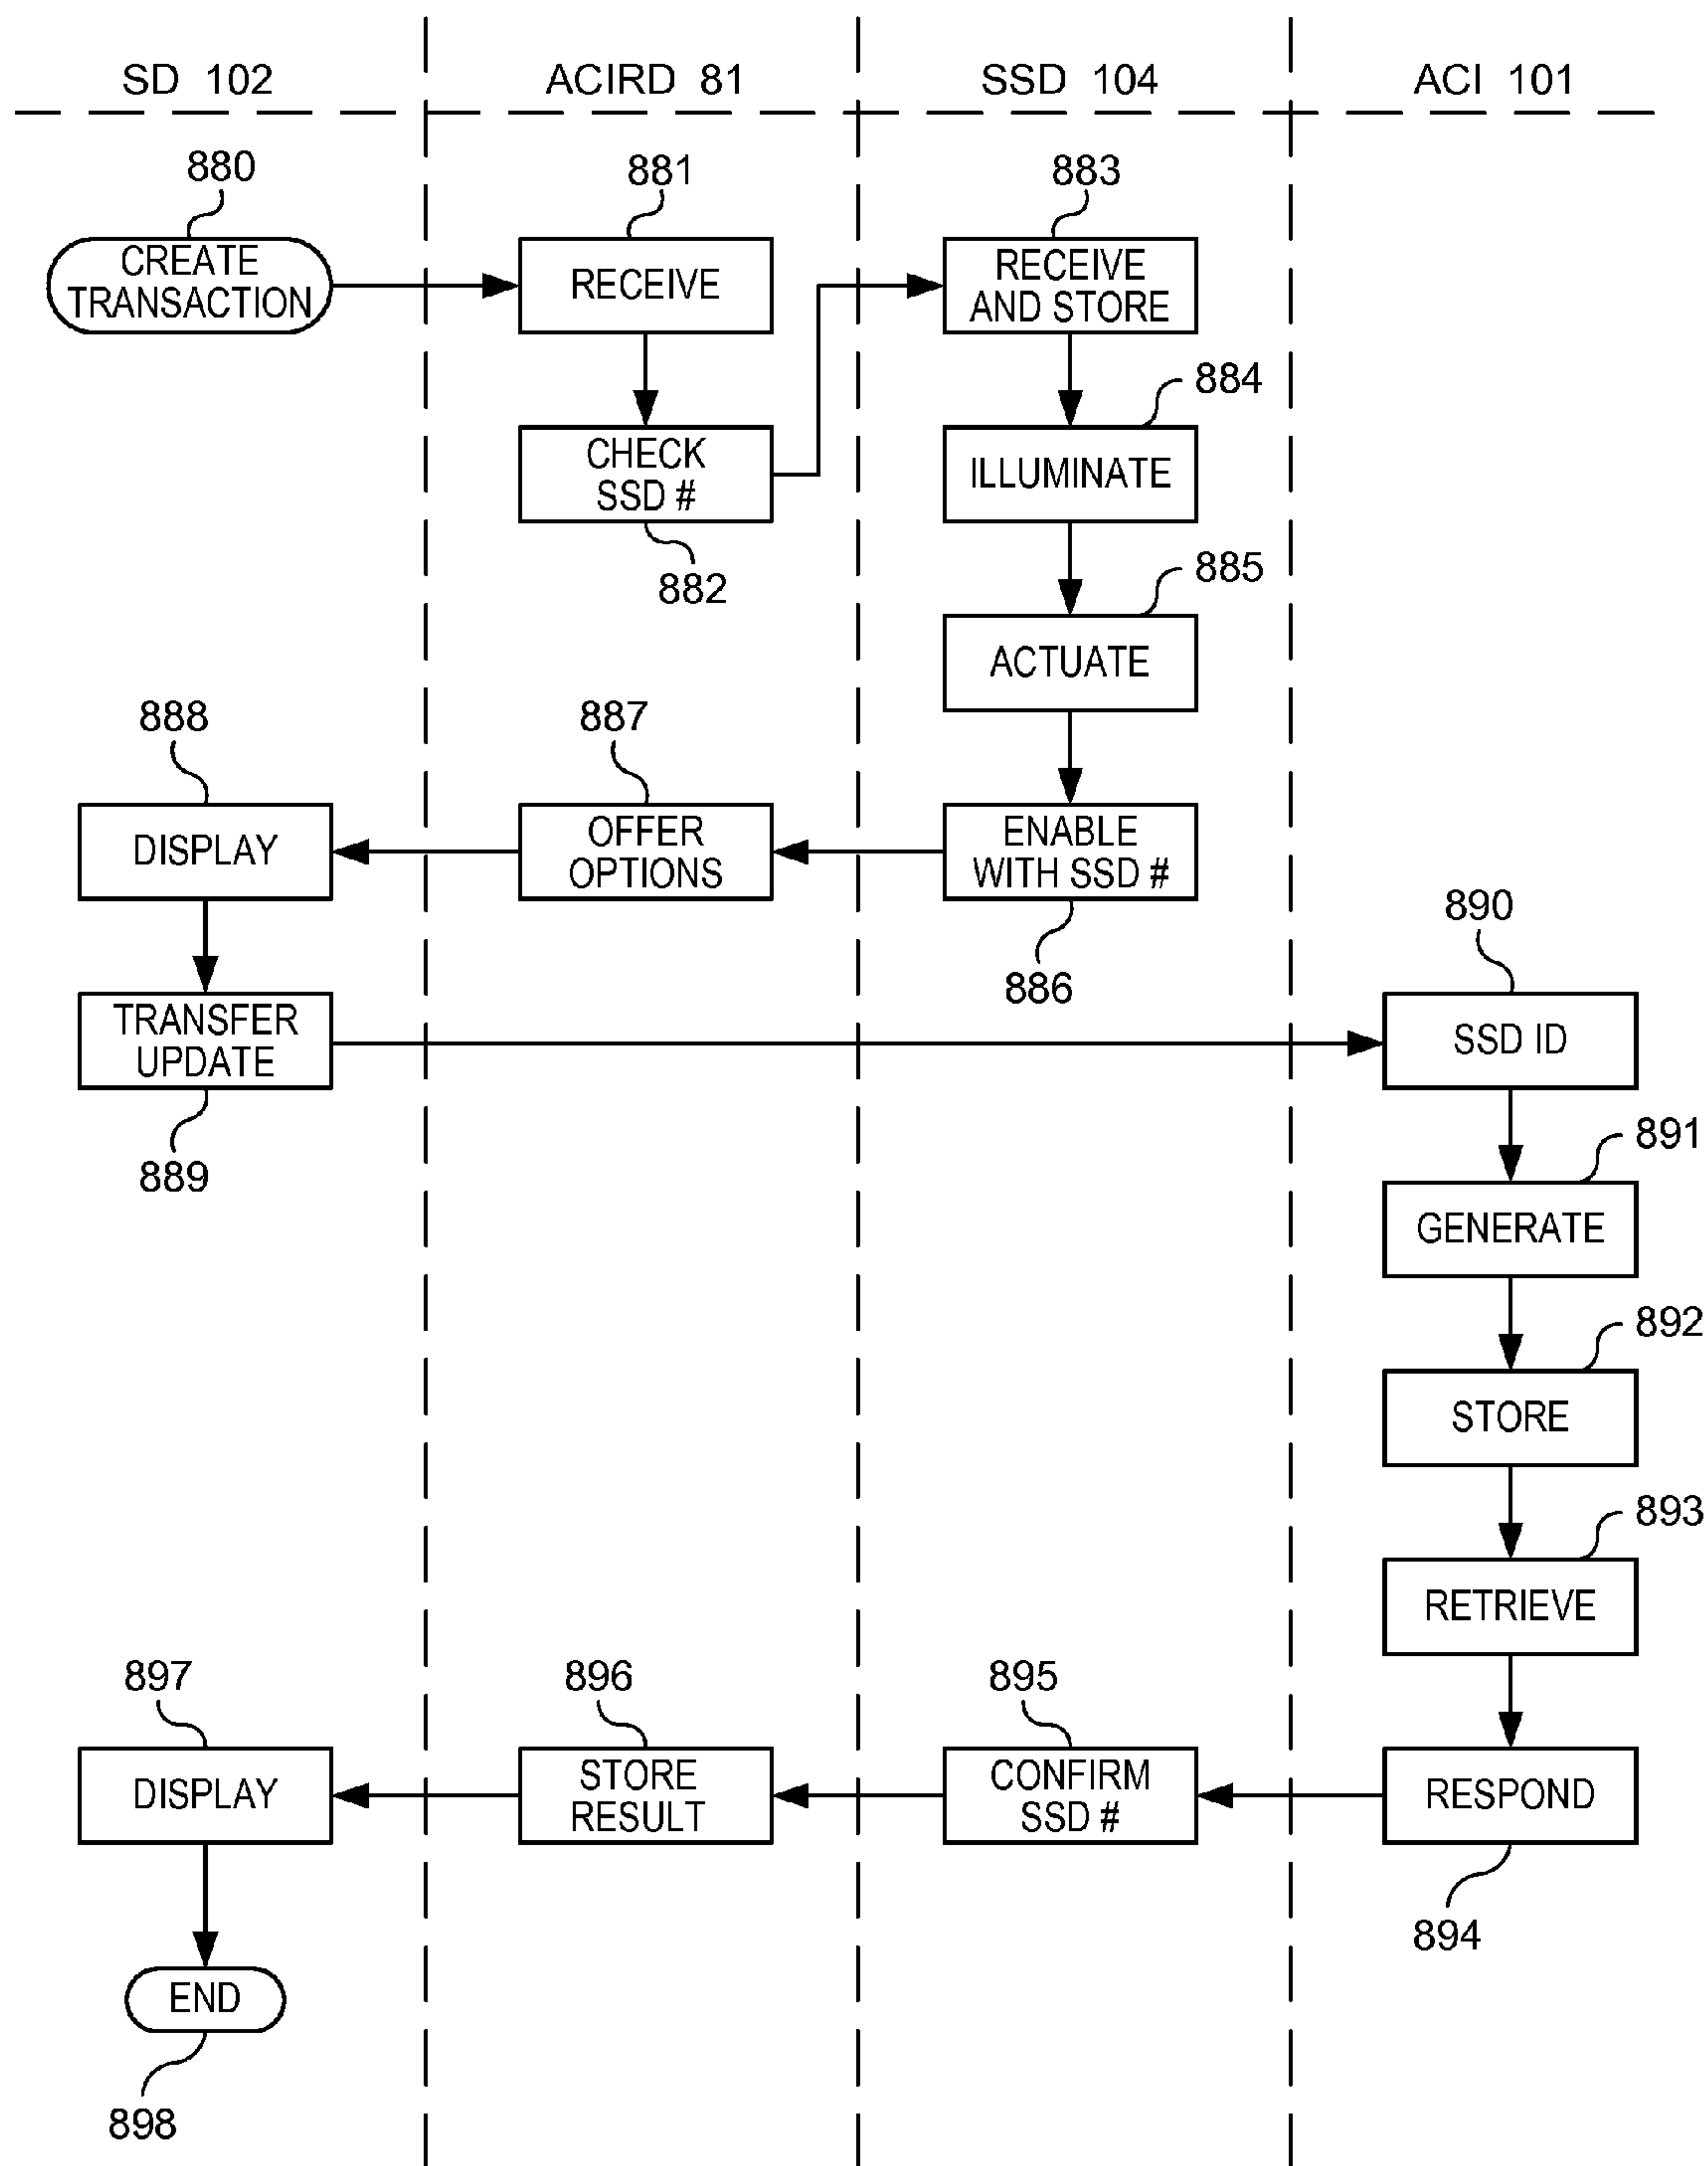 SD 102
ACIRD 81
SSD 104
ACI 101
880
881
883
CREATE
TRANSACTION
RECEIVE
RECEIVE
AND STORE
884
CHECK
SSD #
ILLUMINATE
882
885
ACTUATE
888
887
DISPLAY
OFFER
OPTIONS
ENABLE
WITH SSD #
890
886
TRANSFER
UPDATE
SSD ID
889
891
GENERATE
892
STORE
893
RETRIEVE
897
896
895
DISPLAY
STORE
RESULT
CONFIRM
SSD #
RESPOND
894
END
898